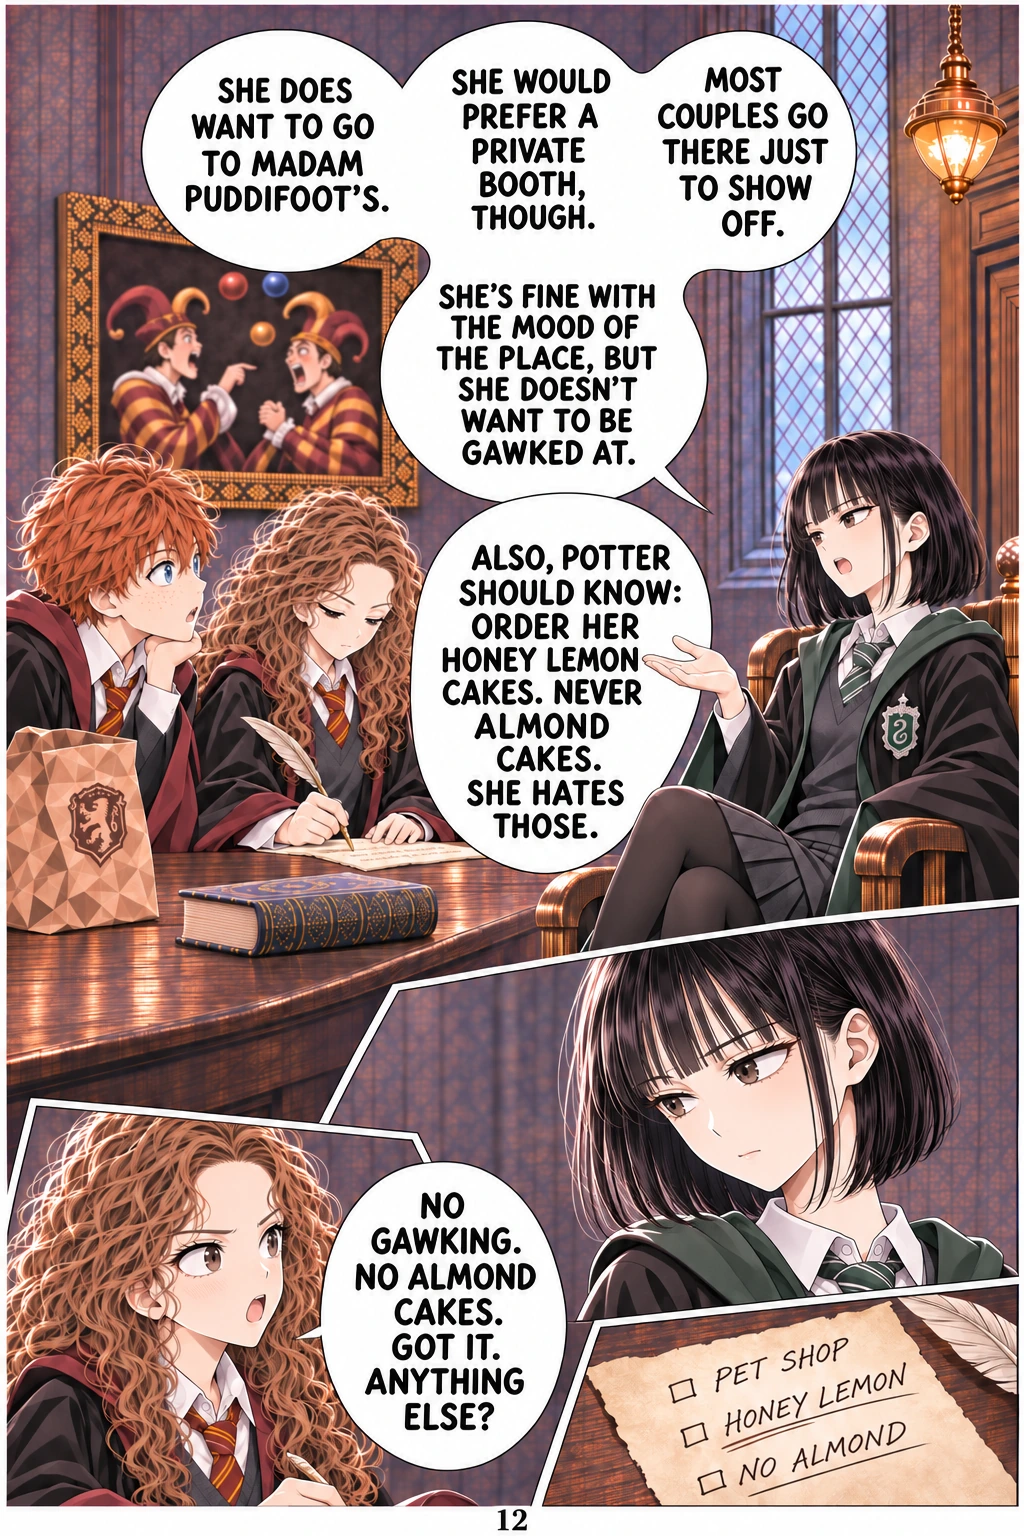 SHE DOES
WANT TO GO
TO MADAM
PUDDIFOOT'S.
SHE WOULD
PREFER A
PRIVATE
BOOTH,
THOUGH.
MOST
COUPLES GO
THERE JUST
TO SHOW
OFF.
SHE'S FINE WITH
THE MOOD OF
THE PLACE, BUT
SHE DOESN'T
WANT TO BE
GAWKED AT.
ALSO, POTTER
SHOULD KNOW:
ORDER HER
HONEY LEMON
CAKES. NEVER
ALMOND
CAKES.
SHE HATES
THOSE.
NO
GAWKING.
NO ALMOND
CAKES.
GOT IT.
ANYTHING
ELSE?
PET SHOP
HONEY LEMON
NO ALMOND
12